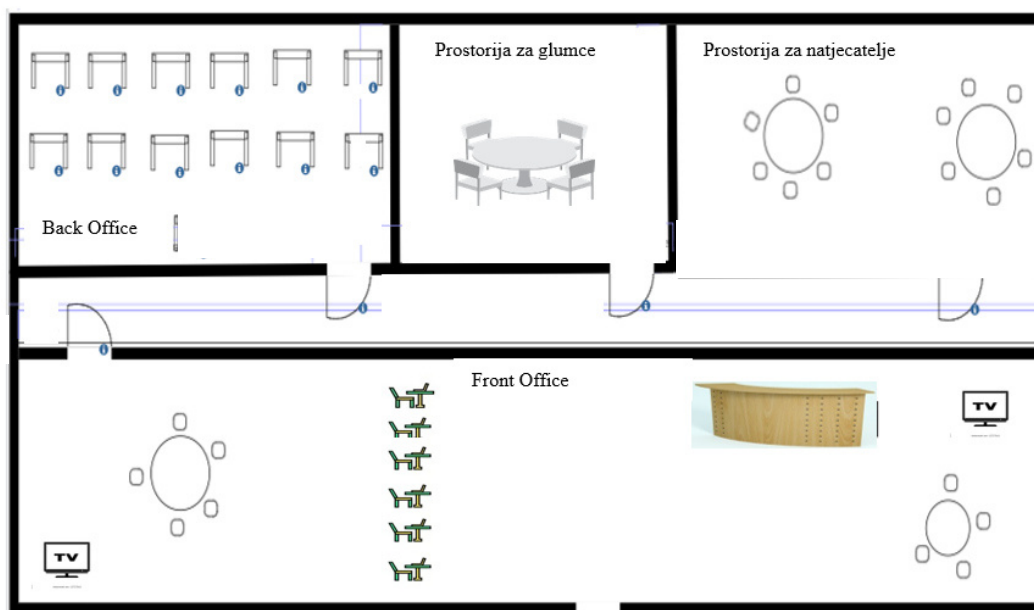 Prostorija za glumce
Prostorija za natjecatelje
Back Office
Front Office
TV
TV